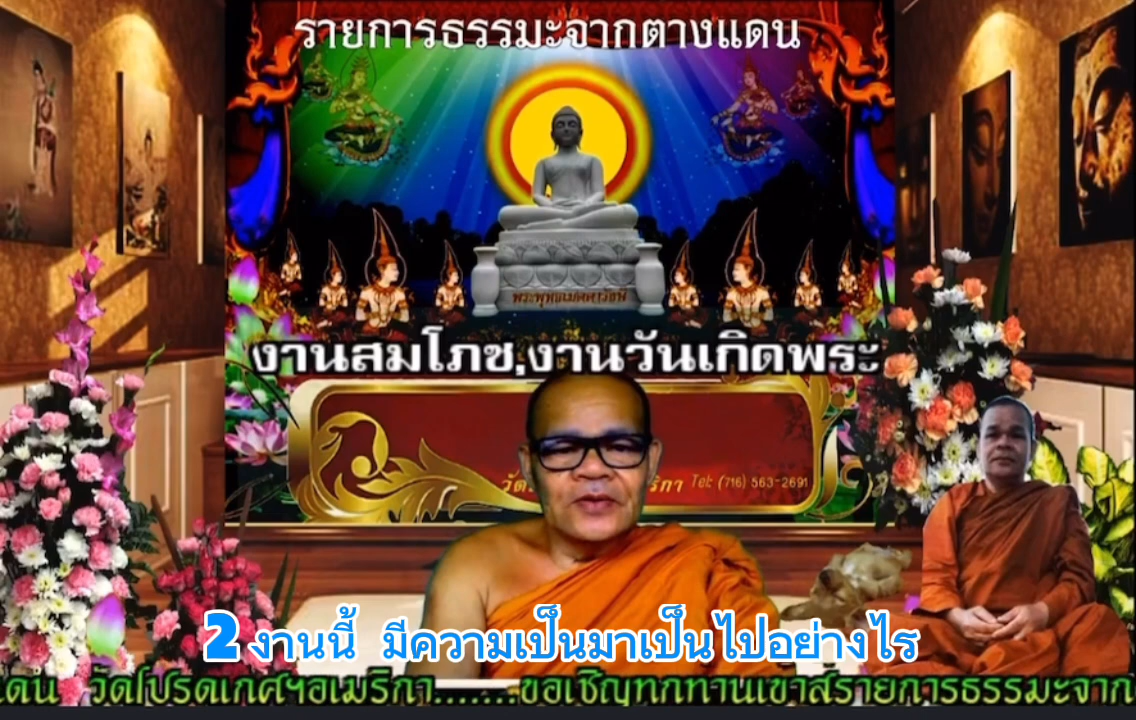 รายการธรรมะจากต่างแดน
งานสมโภช,งานวันเกิดพระ
Tel: (716) 563-2691
2 งานนี้ มีความเป็นมาเป็นไปอย่างไร
วัดโปรดเกศฯอเมริกา.......ขอเชิญทุกท่านเข้าสู่รายการธรรมะจาก